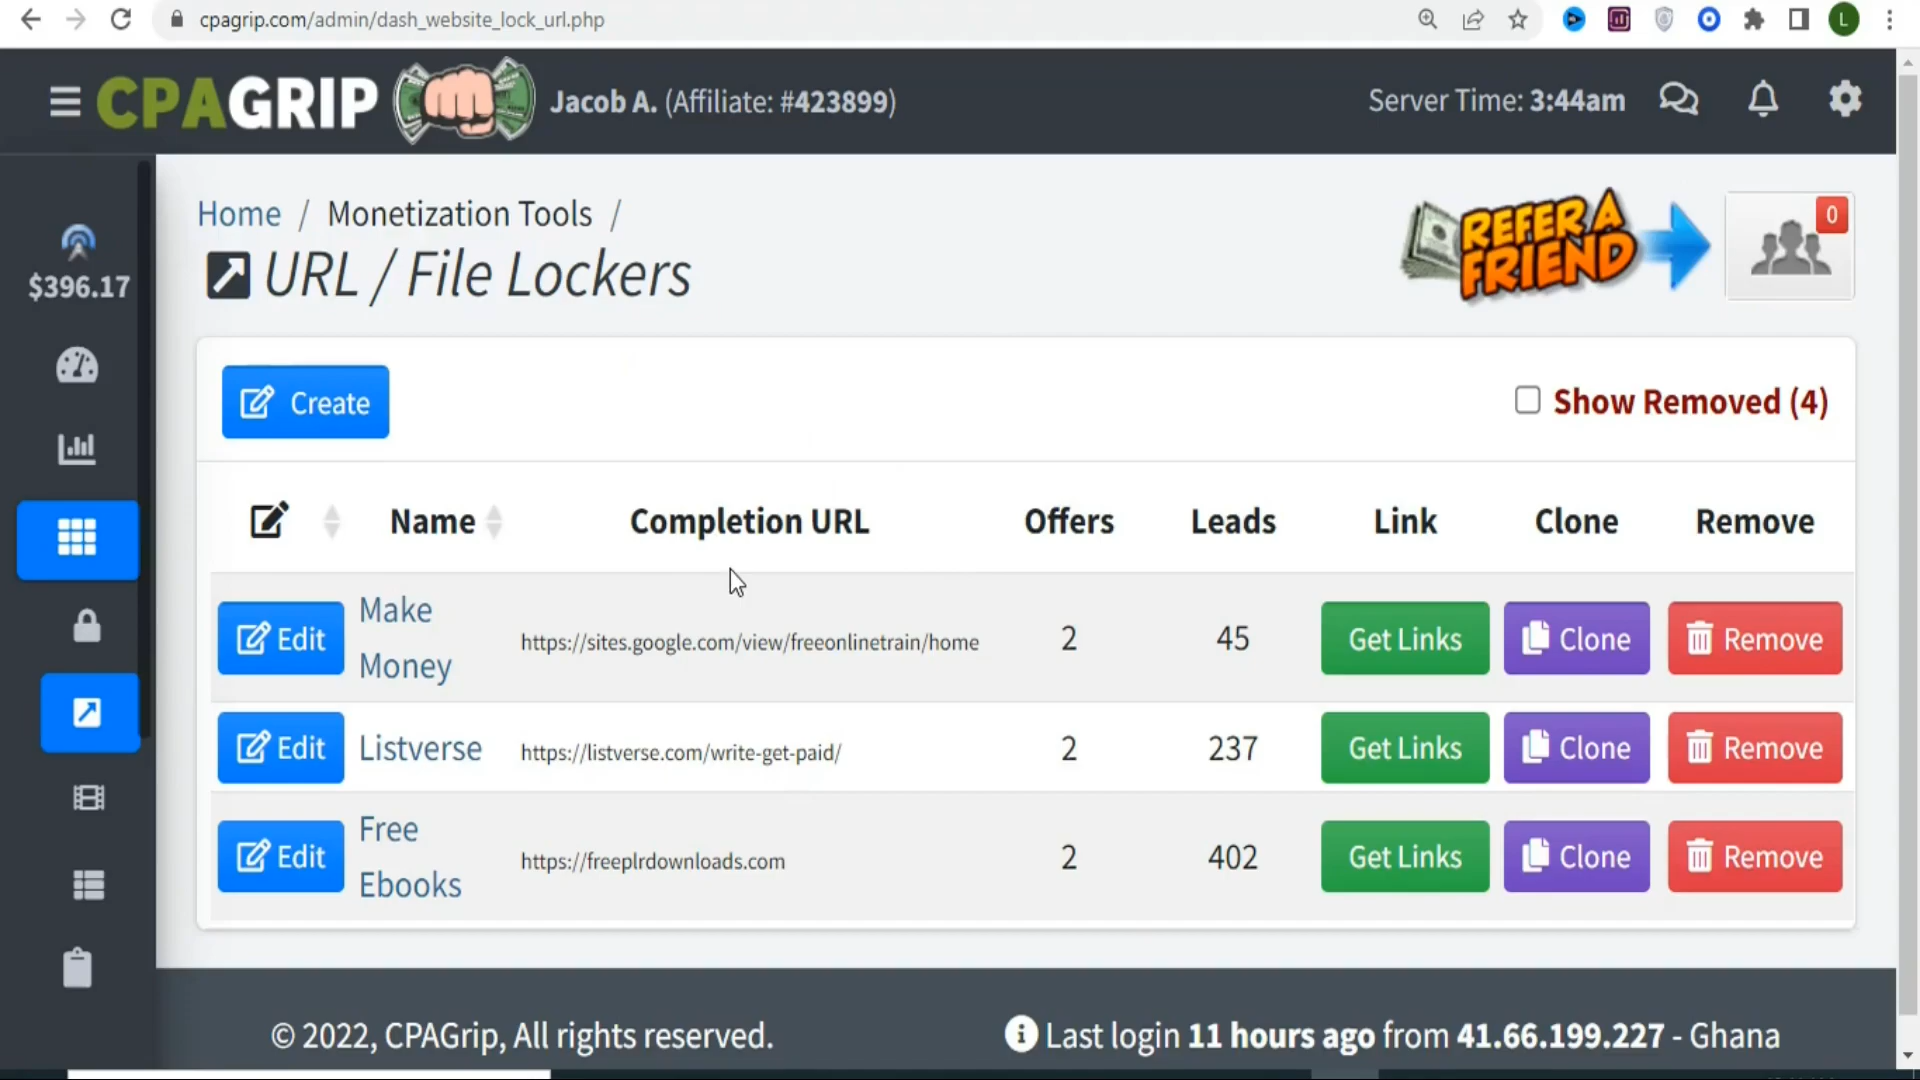 cpagrip.com/admin/dash_website_lock_url.php
L
CPAGRIP Jacob A. (Affiliate: #423899) Server Time: 3:44am
$396.17
Home / Monetization Tools /
URL / File Lockers
REFER A
FRIEND
0
Create
Show Removed (4)
Name Completion URL Offers Leads Link Clone Remove
Edit Make Money https://sites.google.com/view/freeonlinetrain/home 2 45 Get Links Clone Remove
Edit Listverse https://listverse.com/write-get-paid/ 2 237 Get Links Clone Remove
Edit Free Ebooks https://freeplrdownloads.com 2 402 Get Links Clone Remove
© 2022, CPAGrip, All rights reserved. Last login 11 hours ago from 41.66.199.227 - Ghana